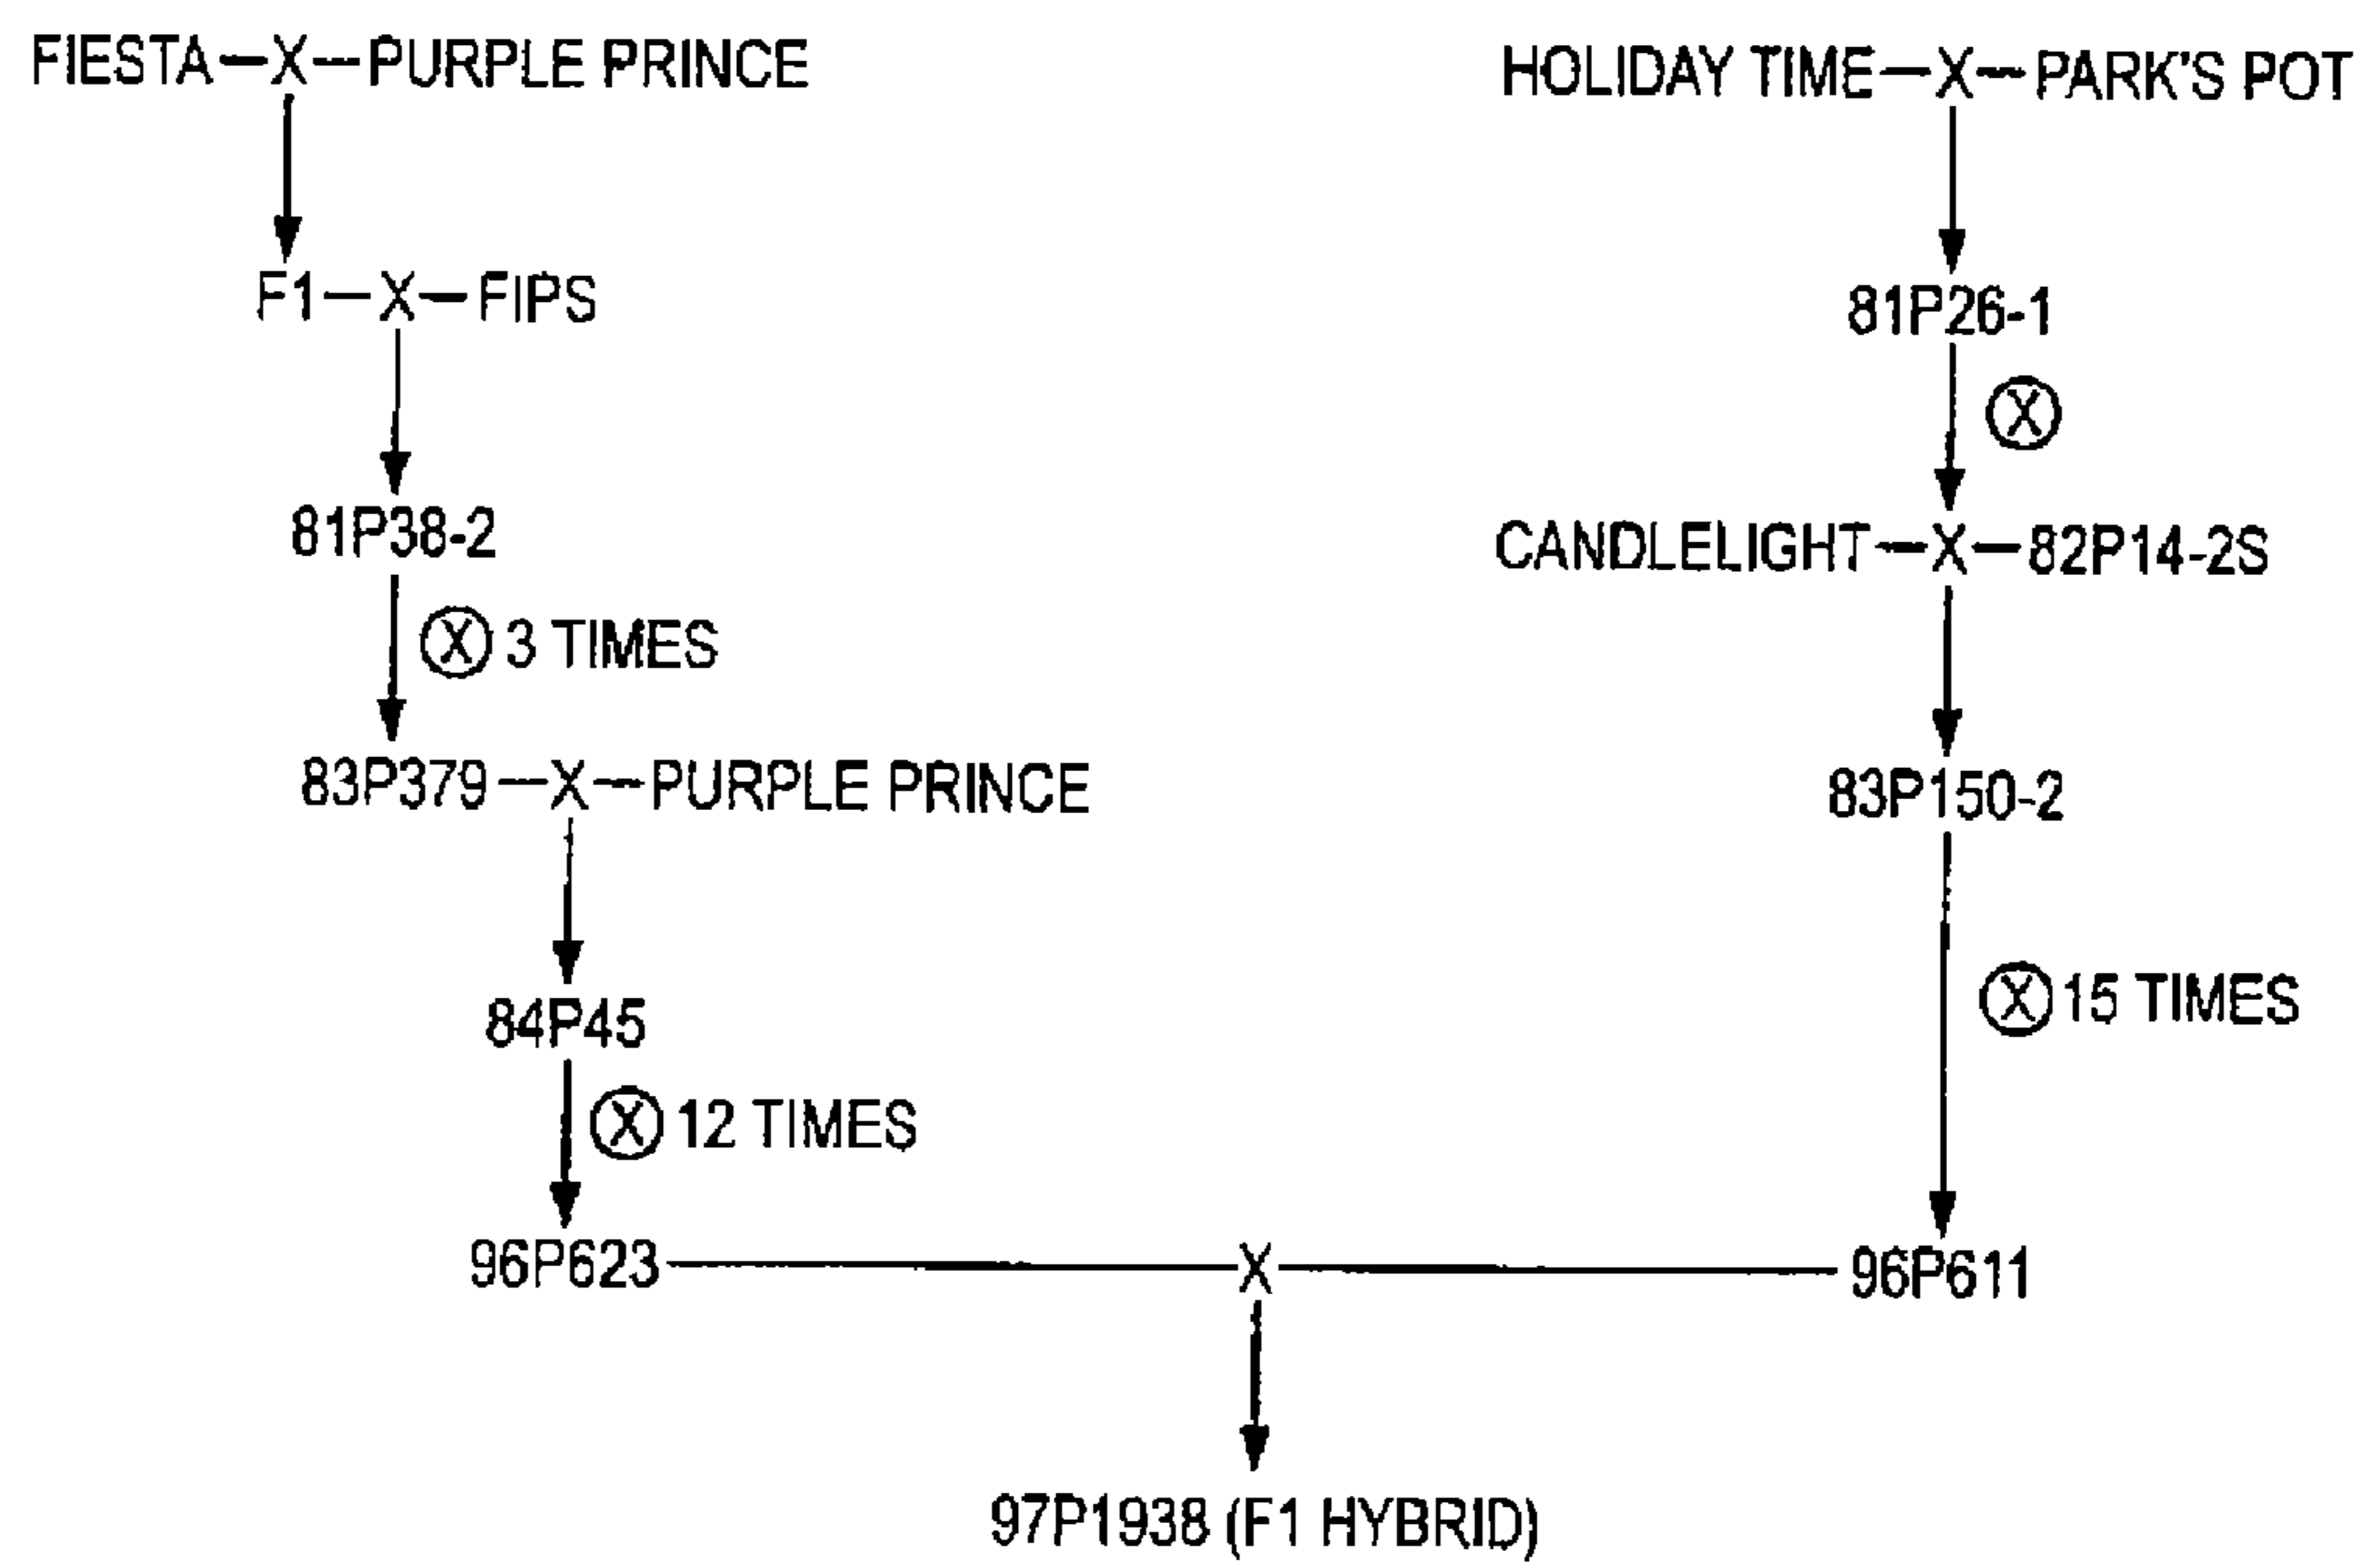 FIESTA—X—PURPLE PRINCE
HOLIDAY TIME—X—PARK'S POT
F1—X—FIPS
81P26-1
X
81P38-2
CANDLELIGHT—X—82P14-2S
X 3 TIMES
83P379—X—PURPLE PRINCE
83P150-2
84P45
X 15 TIMES
X 12 TIMES
96P623 X 96P611
97P1938 (F1 HYBRID)